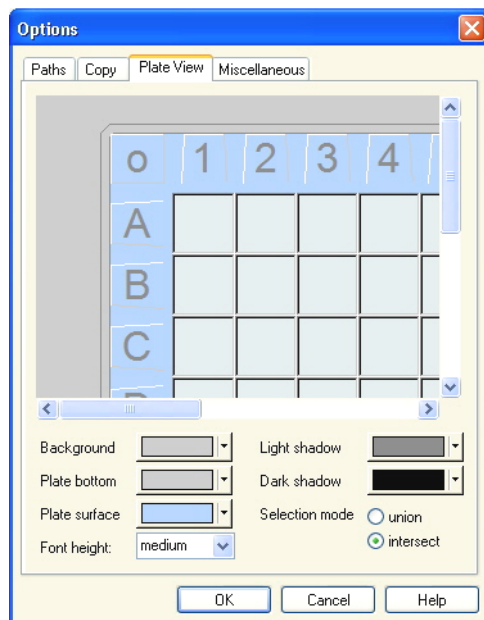 Options
Paths Copy Plate View Miscellaneous
o 1 2 3 4
A
B
C
Background Light shadow
Plate bottom Dark shadow
Plate surface Selection mode union
Font height: medium intersect
OK Cancel Help